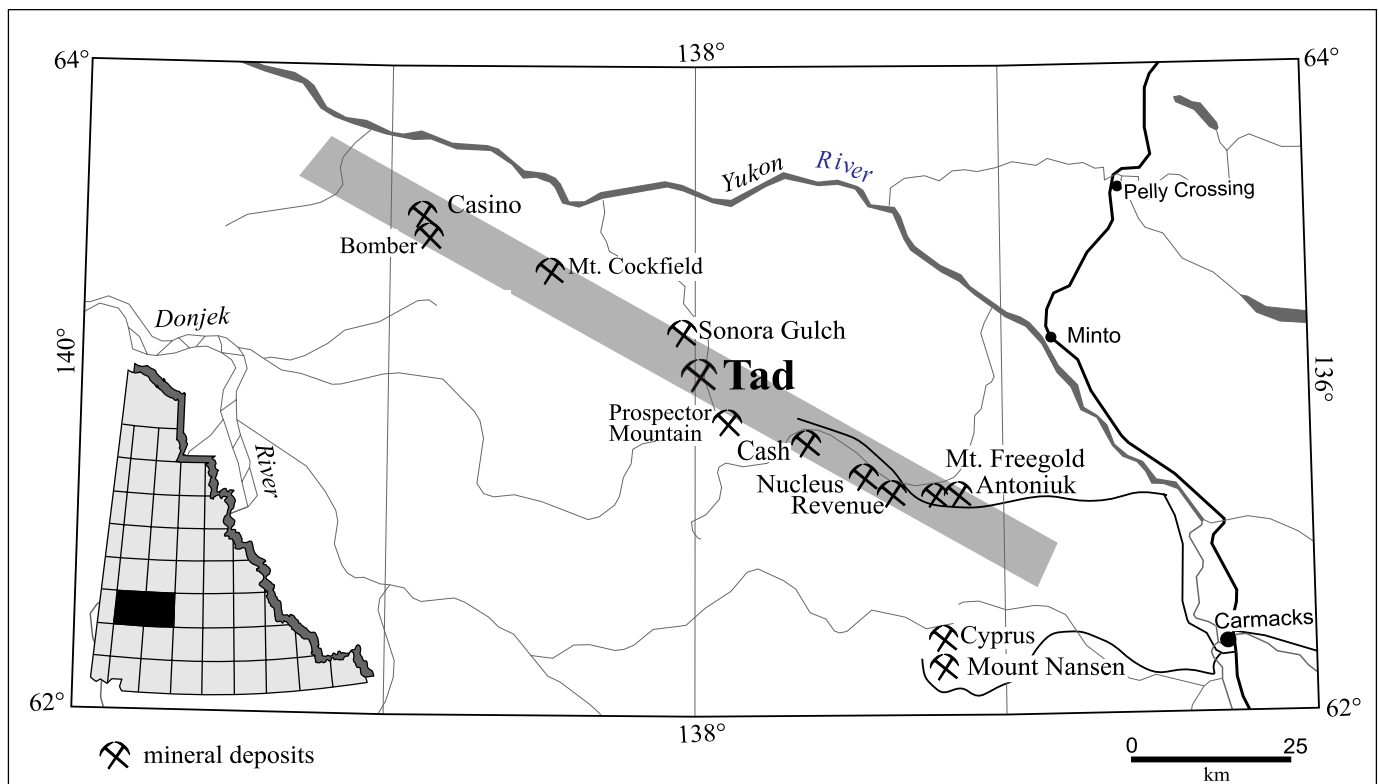 64°
138°
64°
Yukon River
Pelly Crossing
Casino
Bomber
Mt. Cockfield
Donjek
Sonora Gulch
Minto
140°
136°
Tad
Prospector
Mountain
Cash
River
Mt. Freegold
Nucleus
Antoniuk
Revenue
Carmacks
Cyprus
Mount Nansen
62°
62°
138°
mineral deposits
0
25
km